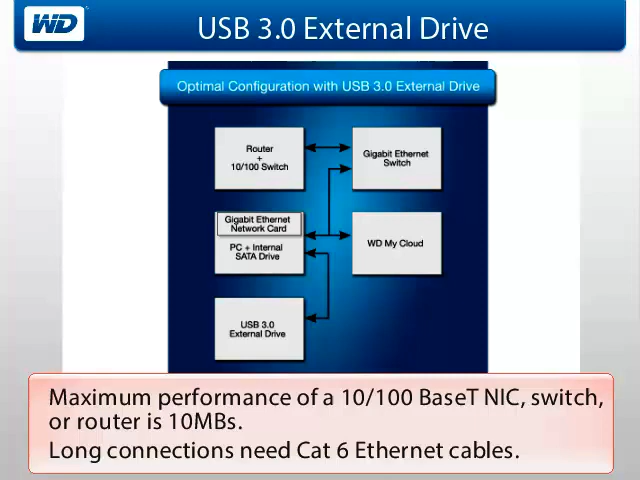 WD
USB 3.0 External Drive
Optimal Configuration with USB 3.0 External Drive
Router
+
10/100 Switch
Gigabit Ethernet
Switch
Gigabit Ethernet
Network Card
PC + Internal
SATA Drive
WD My Cloud
USB 3.0
External Drive
Maximum performance of a 10/100 BaseT NIC, switch,
or router is 10MBs.
Long connections need Cat 6 Ethernet cables.